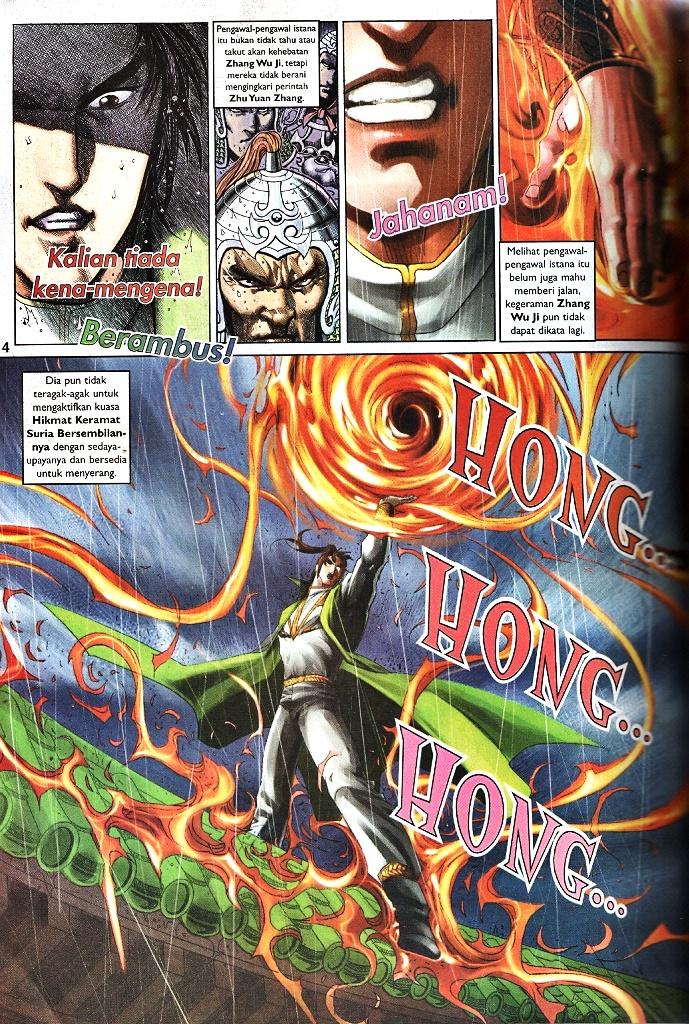 Kalian tiada
kena-mengena!
Berambus!
Pengawal-pengawal istana
itu bukan tidak tahu atau
takut akan kehebatan
Zhang Wu Ji, tetapi
mereka tidak berani
mengingkari perintah
Zhu Yuan Zhang.
Jahanam!
Melihat pengawal-
pengawal istana itu
belum juga mahu
memberi jalan,
kegeraman Zhang
Wu Ji pun tidak
dapat dikata lagi.
4
Dia pun tidak
teragak-agak untuk
mengaktifkan kuasa
Hikmat Keramat
Suria Bersembilan-
nya dengan sedaya-
upayanya dan bersedia
untuk menyerang.
HONG...
HONG...
HONG...